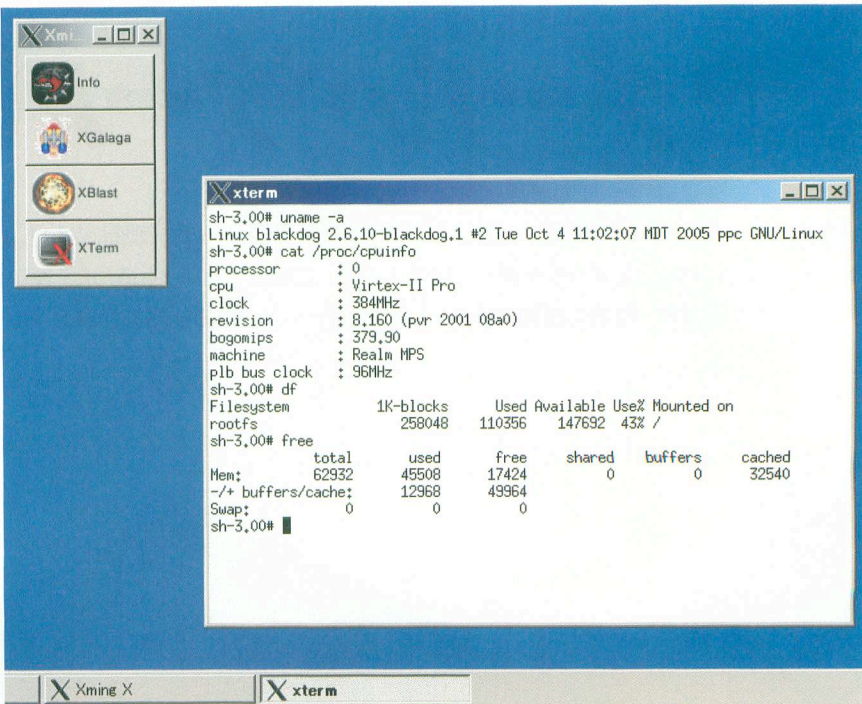 Xmi...
Info
XGalaga
XBlast
XTerm
xterm
sh-3.00# uname -a
Linux blackdog 2.6.10-blackdog.1 #2 Tue Oct 4 11:02:07 MDT 2005 ppc GNU/Linux
sh-3.00# cat /proc/cpuinfo
processor : 0
cpu : Virtex-II Pro
clock : 384MHz
revision : 8.160 (pvr 2001 08a0)
bogomips : 379.90
machine : Realm MPS
plb bus clock : 96MHz
sh-3.00# df
Filesystem 1K-blocks Used Available Use% Mounted on
rootfs 258048 110356 147692 43% /
sh-3.00# free
total used free shared buffers cached
Mem: 62932 45508 17424 0 0 32540
-/+ buffers/cache: 12968 49964
Swap: 0 0 0
sh-3.00#
Xming X
xterm